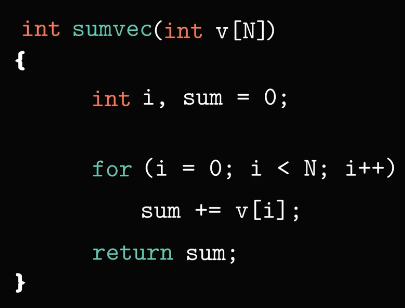 int sumvec(int v[N])
{
int i, sum = 0;
for (i = 0; i < N; i++)
sum += v[i];
return sum;
}